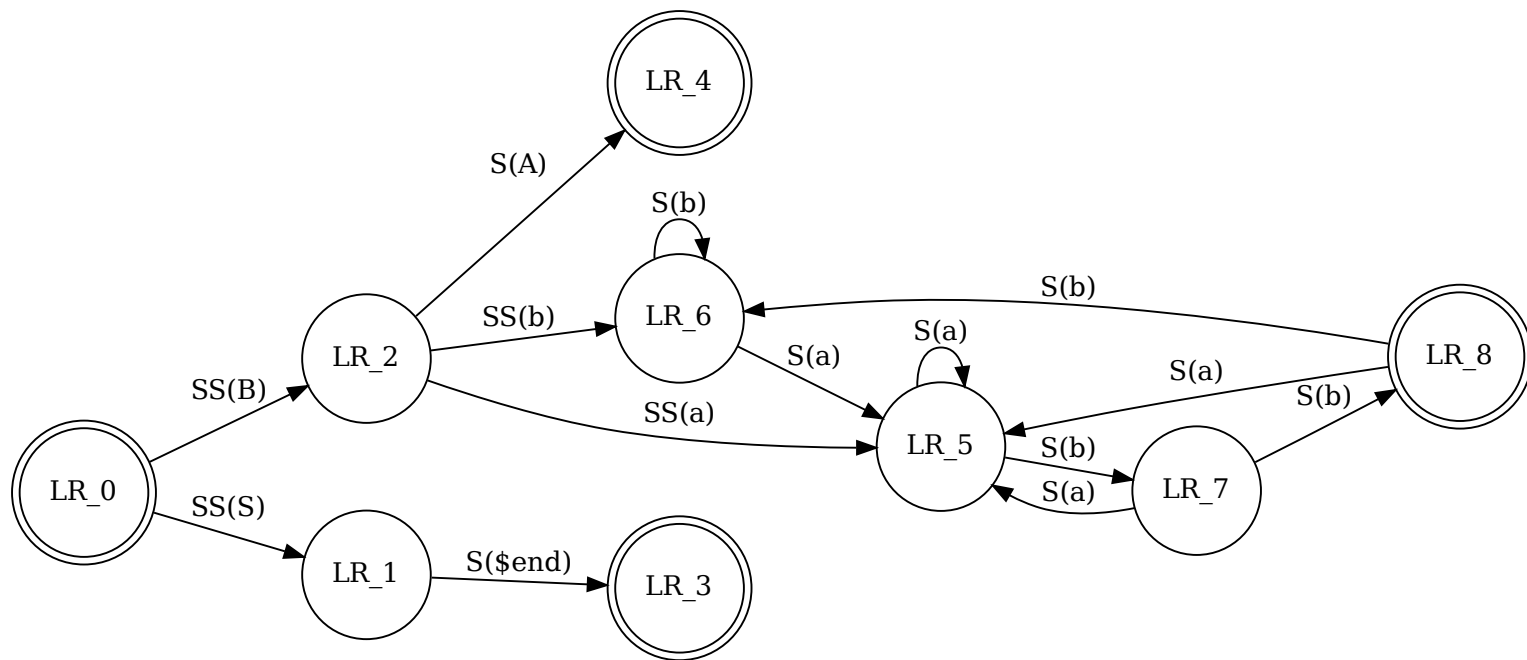 LR_4
S(A)
S(b)
S(b)
LR_6
SS(b)
S(a)
S(a)
LR_2
LR_8
S(a)
S(b)
SS(B)
SS(a)
LR_5
S(b)
LR_7
S(a)
LR_0
SS(S)
LR_1
S($end)
LR_3